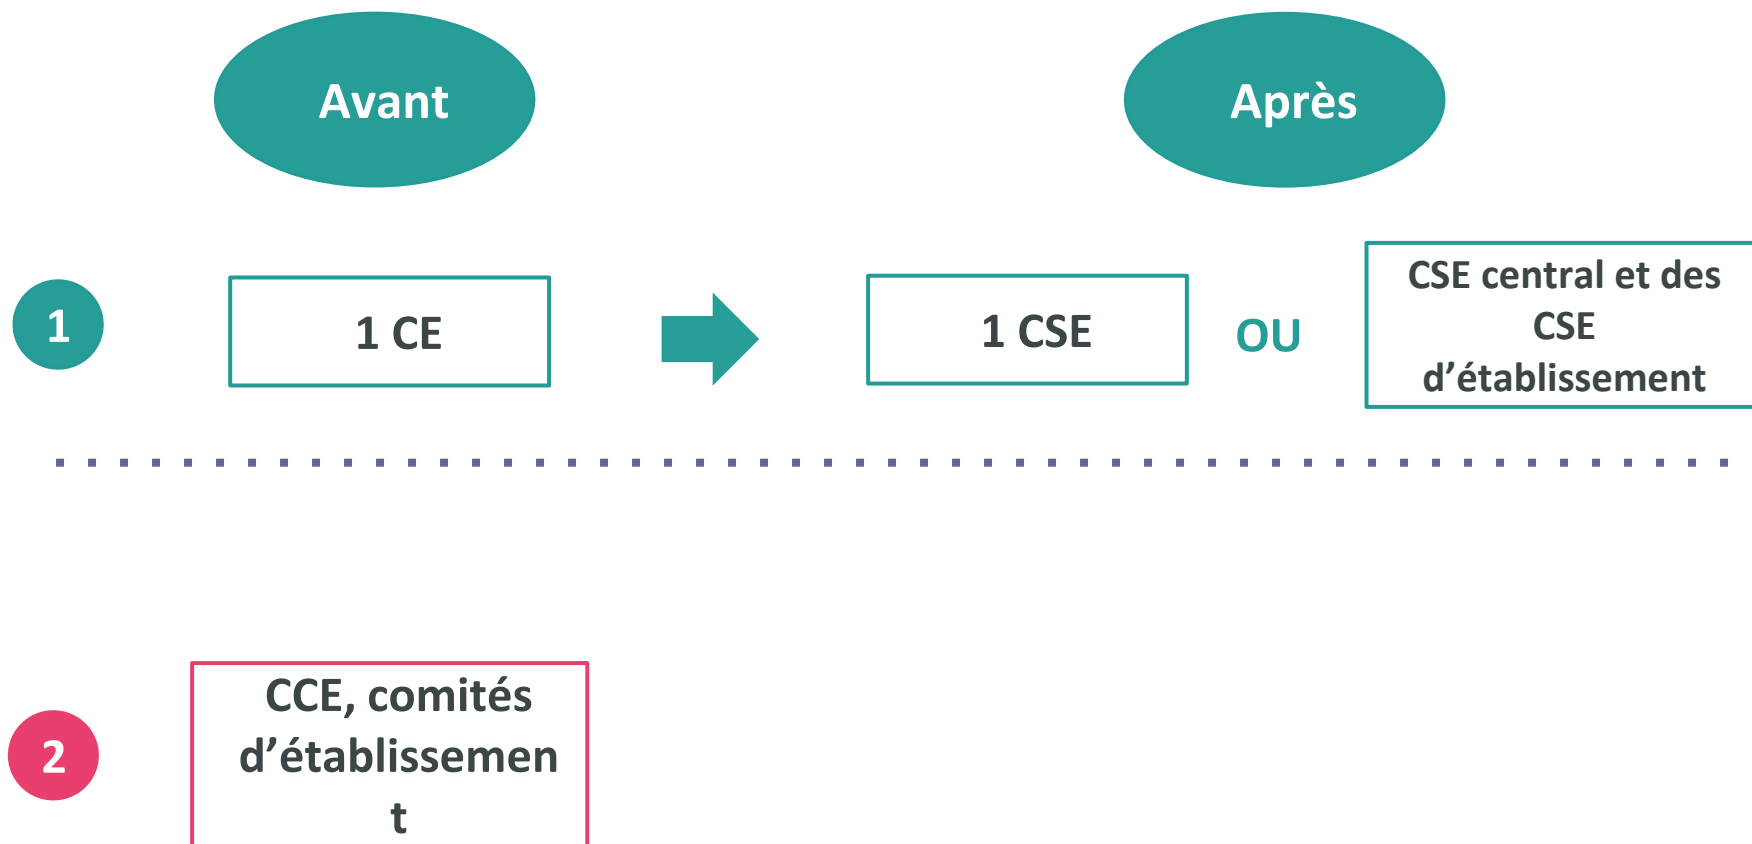 Avant
Après
1
1 CE
1 CSE
OU
CSE central et des
CSE
d’établissement
2
CCE, comités
d’établissemen
t